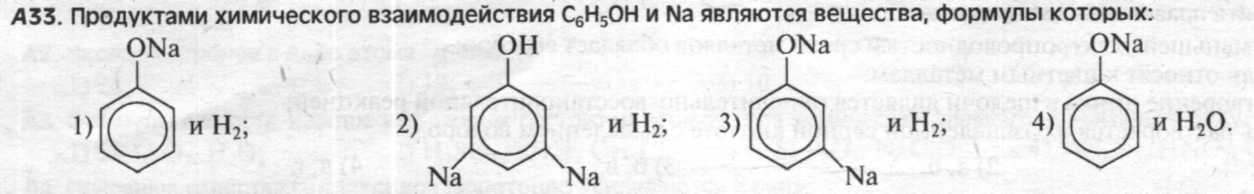 А33. Продуктами химического взаимодействия C₆H₅OH и Na являются вещества, формулы которых:
ONa OH ONa ONa
1) и H₂; 2) и H₂; 3) и H₂; 4) и H₂O.
Na Na Na